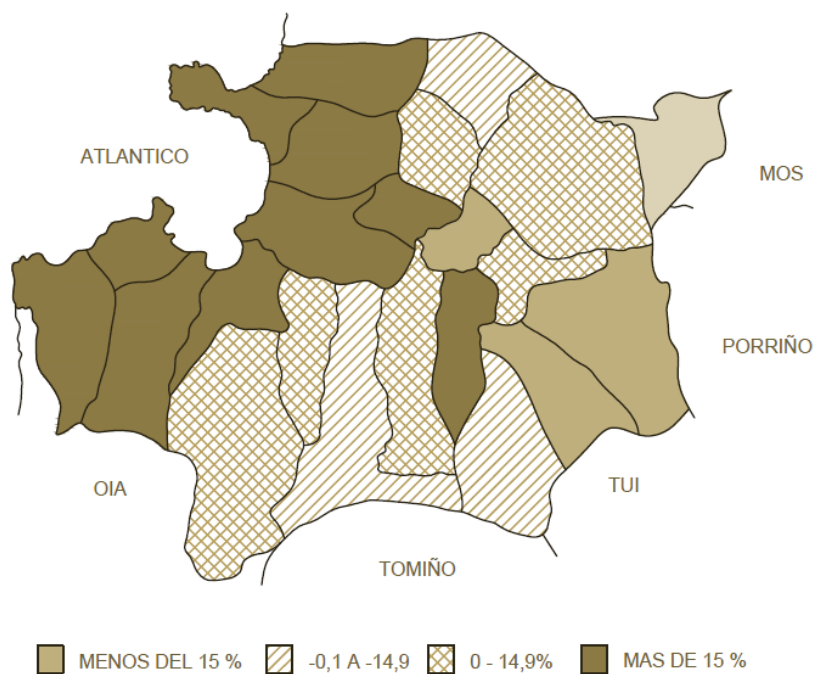 ATLANTICO
MOS
PORRIÑO
OIA
TUI
TOMIÑO
MENOS DEL 15 % -0,1 A -14,9 0 - 14,9% MAS DE 15 %